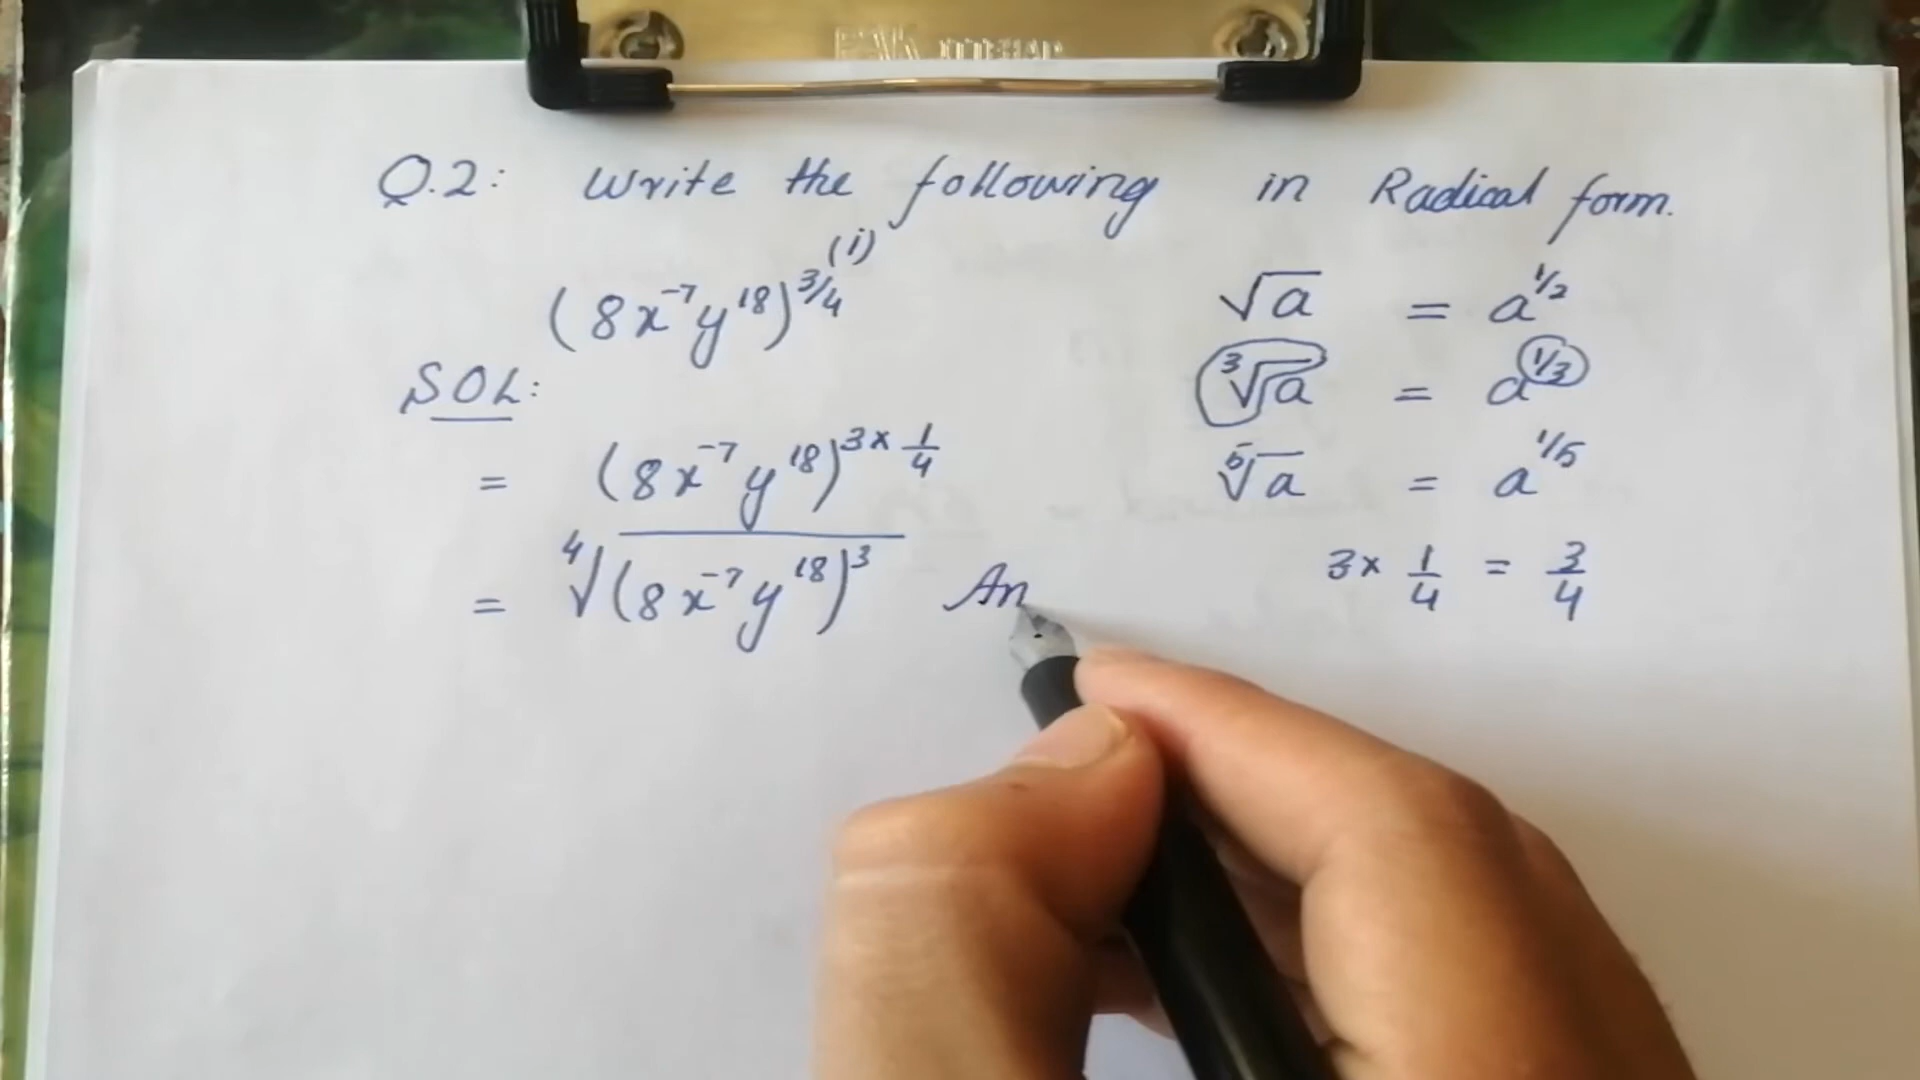 Q.2: Write the following in Radical form.
(i)
(8x⁻⁷y¹⁸)^3/4
SOL:
= (8x⁻⁷y¹⁸)^3×1/4
= ⁴√(8x⁻⁷y¹⁸)³ An
√a = a^1/2
³√a = a^1/3
⁵√a = a^1/5
3 × 1/4 = 3/4